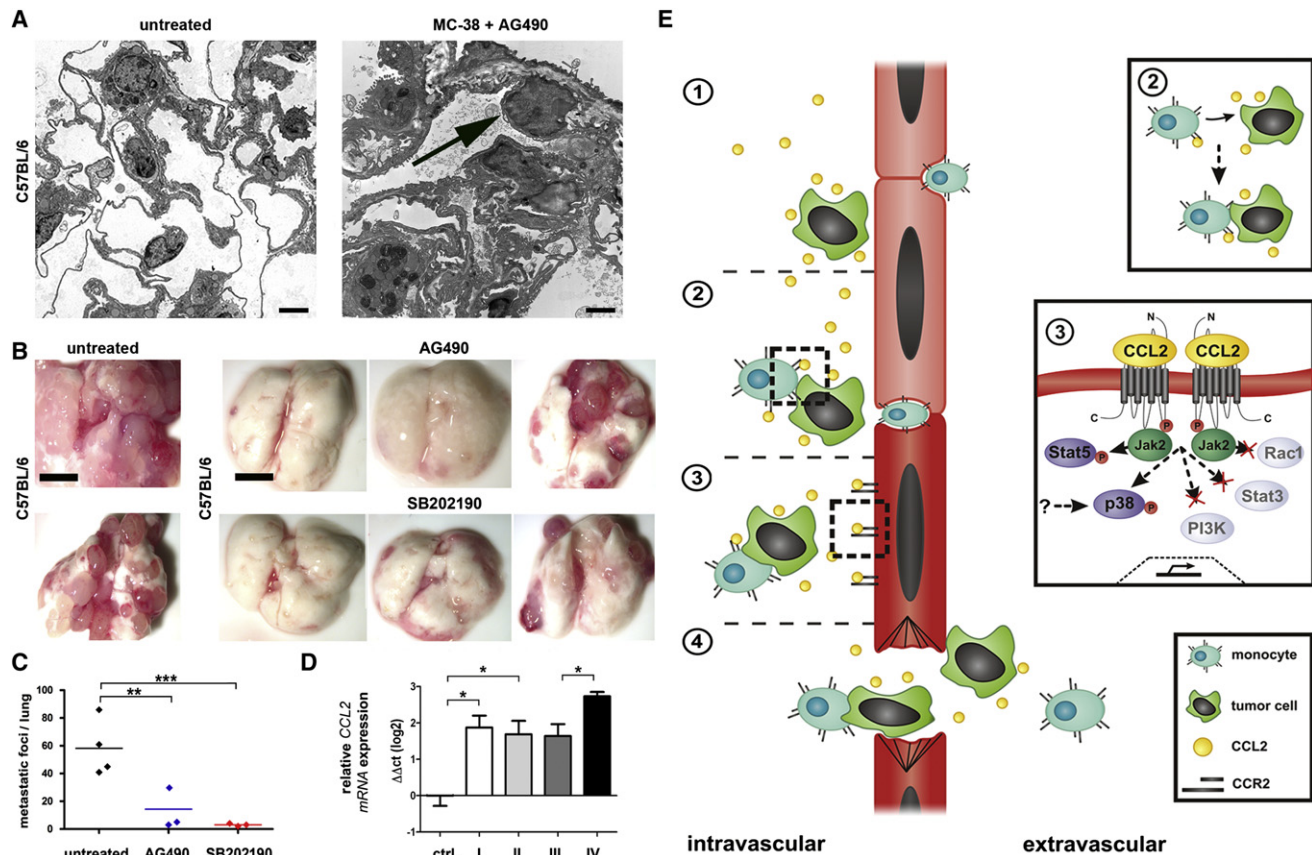 A
untreated
MC-38 + AG490
C57BL/6
B
untreated
AG490
C57BL/6
C57BL/6
SB202190
C
***
**
metastatic foci / lung
100
80
60
40
20
0
untreated
AG490
SB202190
D
*
*
*
relative CCL2
mRNA expression
ΔΔct (log2)
3
2
1
0
-1
ctrl
I
II
III
IV
E
1
2
3
4
2
3
N
N
CCL2
CCL2
C
C
P
P
Jak2
Jak2
Stat5
P
Rac1
Stat3
?
p38
P
PI3K
monocyte
tumor cell
CCL2
CCR2
intravascular
extravascular